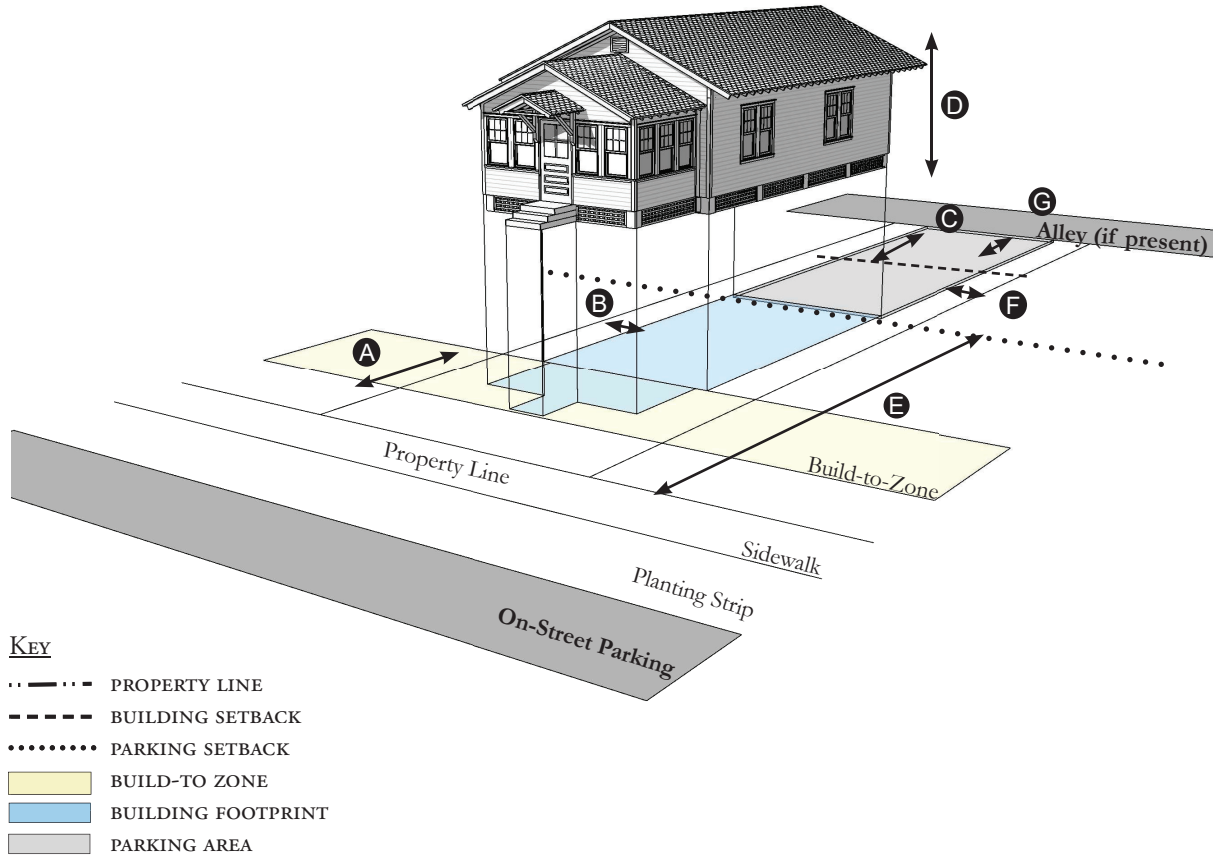 D
G
C
Alley (if present)
B
F
A
E
Property Line
Build-to-Zone
Sidewalk
Planting Strip
On-Street Parking
Key
property line
building setback
parking setback
build-to zone
building footprint
parking area